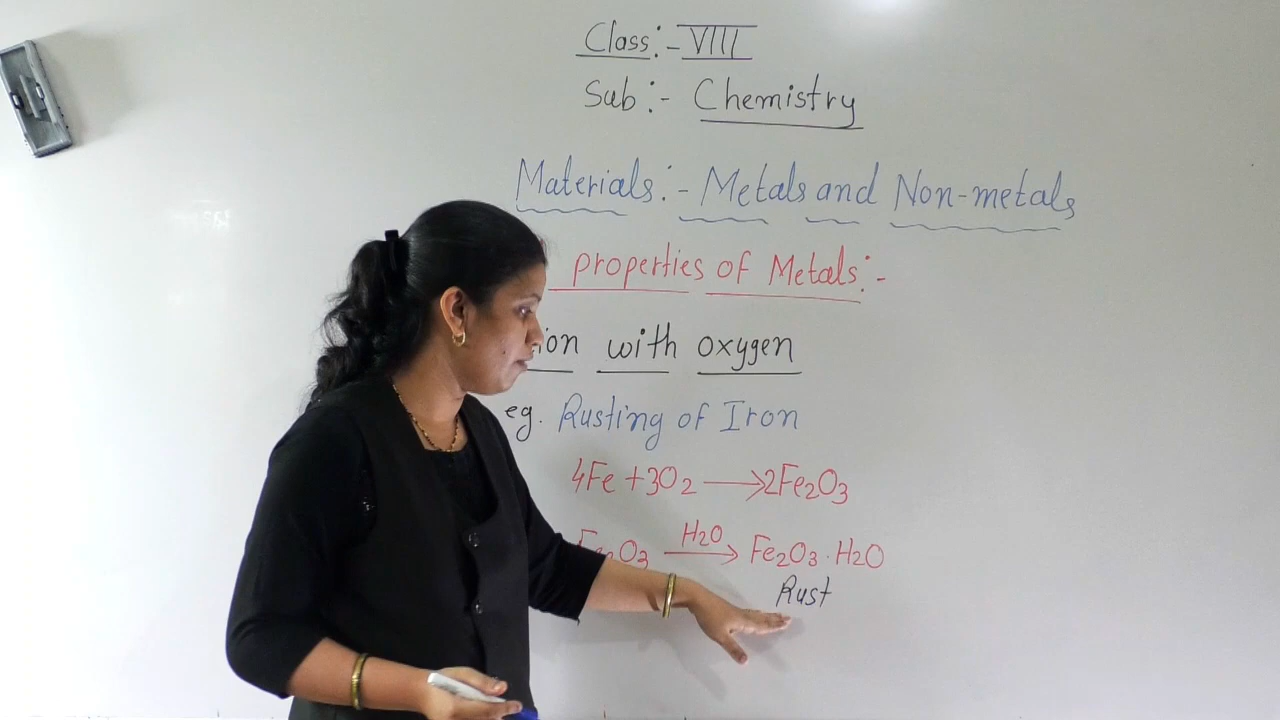 Class:- VIII
Sub:- Chemistry
Materials:- Metals and Non-metals
properties of Metals:-
ion with oxygen
eg. Rusting of Iron
4Fe + 3O₂ ⟶ 2Fe₂O₃
Fe₂O₃ H₂O⟶ Fe₂O₃·H₂O
Rust